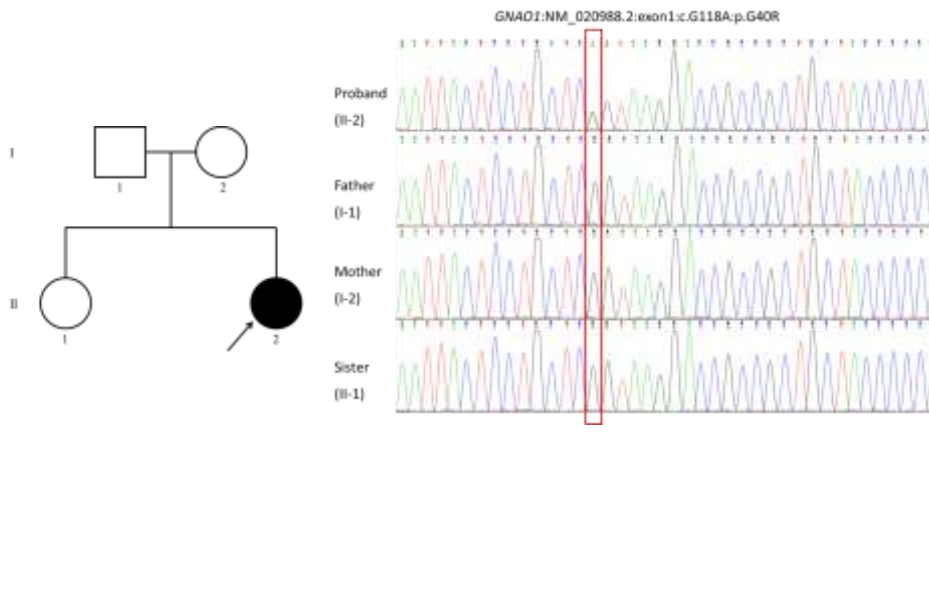 GNAO1:NM_020988.2:exon1:c.G118A:p.G40R
Proband
(II-2)
I
1
2
Father
(I-1)
Mother
(I-2)
II
1
2
Sister
(II-1)